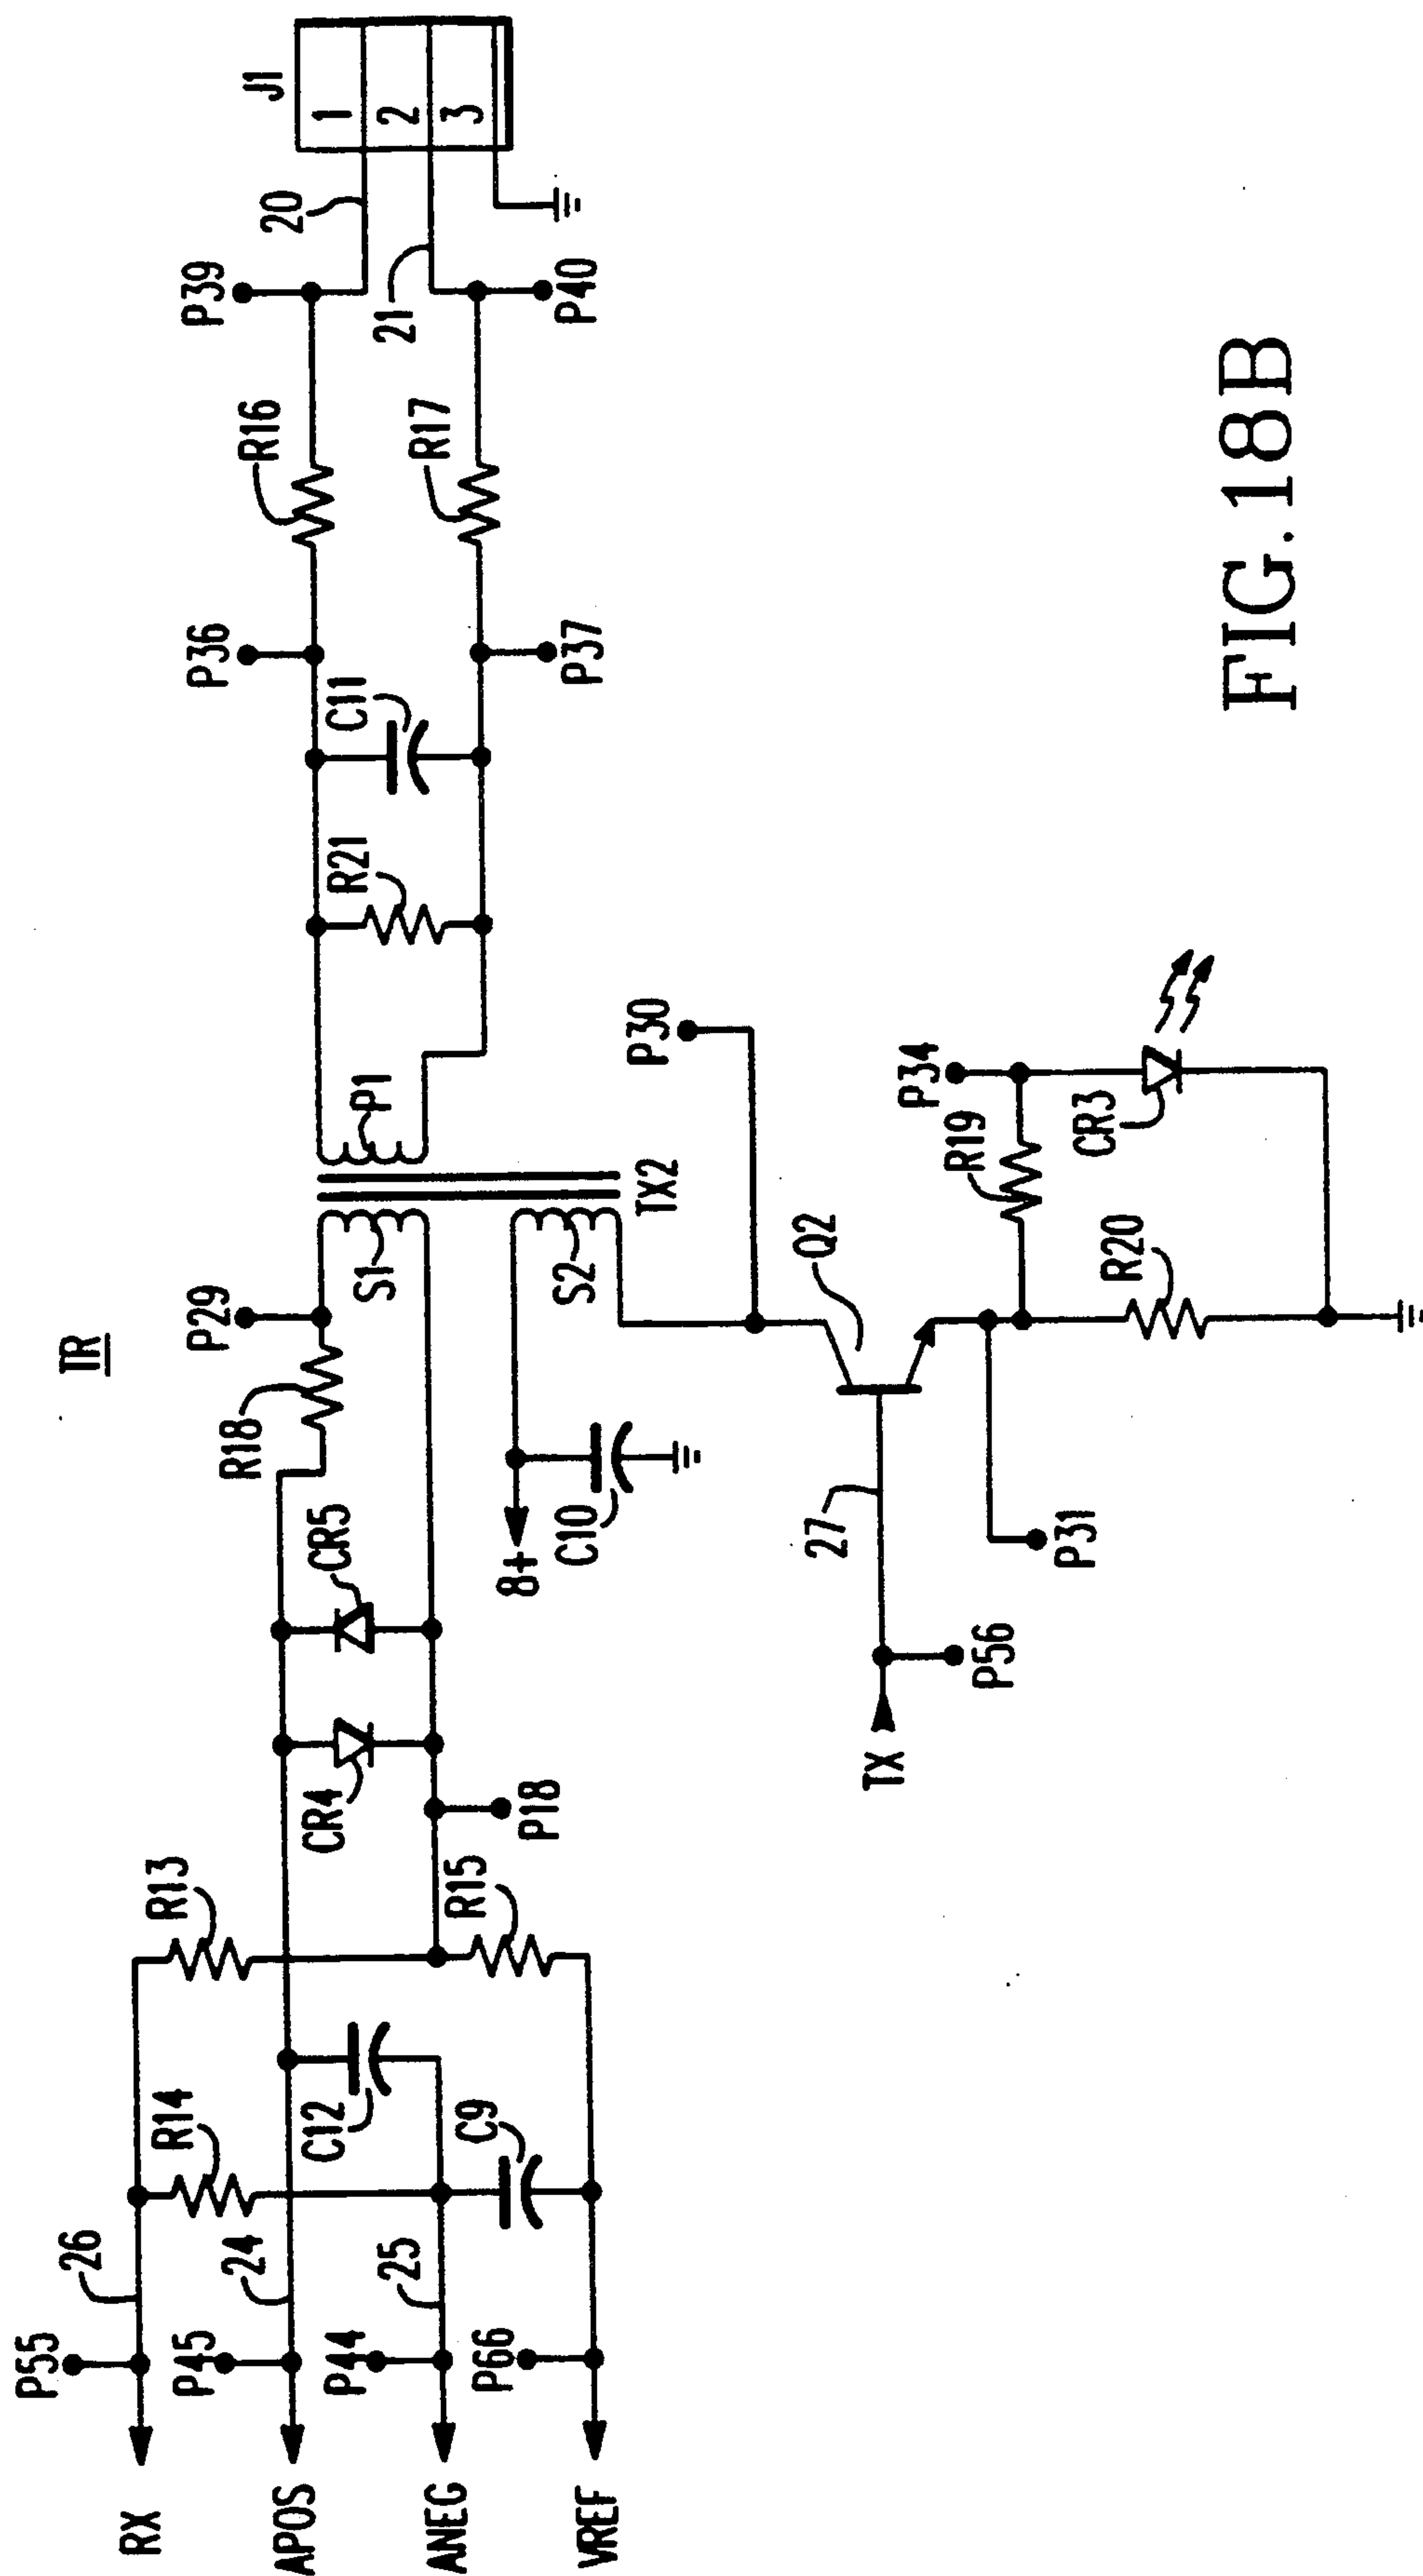 TR
P55
26
R14
R13
R18
P29
P36
R16
P39
20
J1
1
2
3
RX
P45
24
C12
CR4
CR5
S1
P1
R21
C11
R17
21
APOS
P44
25
C9
R15
P18
8+
C10
S2
TX2
P37
P40
ANEG
P66
VREF
P30
TX
P56
27
Q2
P31
R19
P34
R20
CR3
FIG. 18B